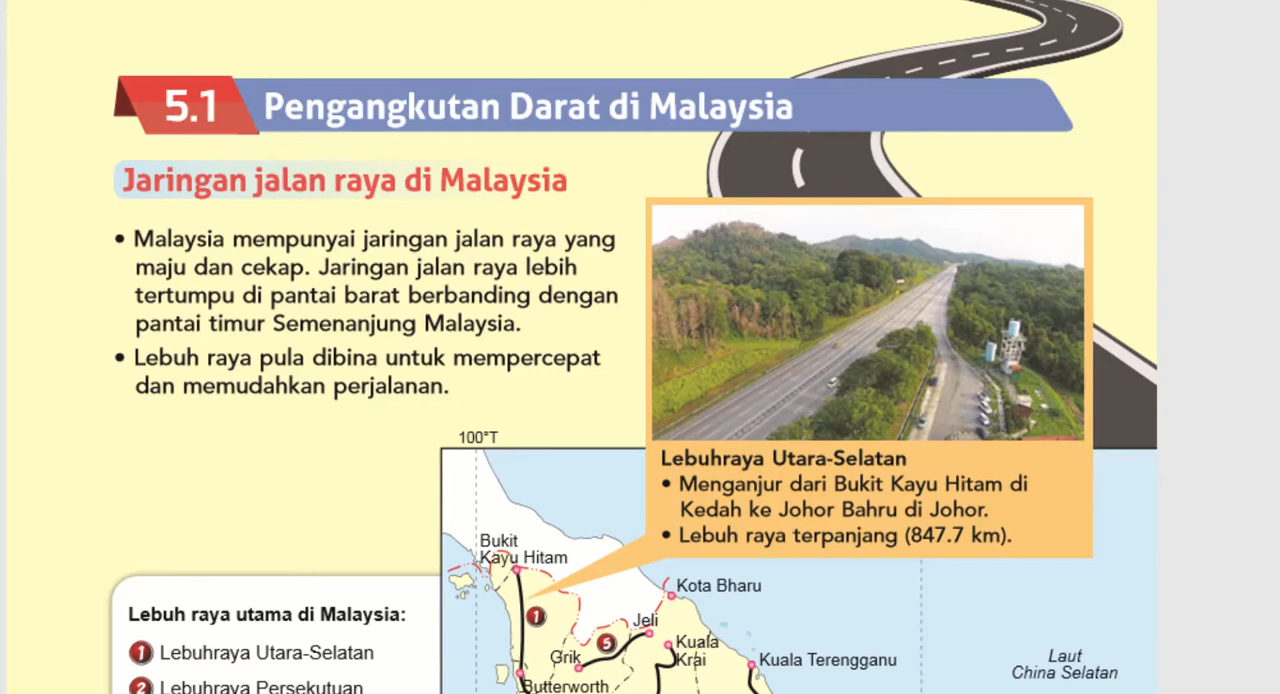 5.1 Pengangkutan Darat di Malaysia
Jaringan jalan raya di Malaysia
• Malaysia mempunyai jaringan jalan raya yang
maju dan cekap. Jaringan jalan raya lebih
tertumpu di pantai barat berbanding dengan
pantai timur Semenanjung Malaysia.
• Lebuh raya pula dibina untuk mempercepat
dan memudahkan perjalanan.
Lebuhraya Utara-Selatan
• Menganjur dari Bukit Kayu Hitam di
Kedah ke Johor Bahru di Johor.
• Lebuh raya terpanjang (847.7 km).
100°T
Bukit
Kayu Hitam
Kota Bharu
1
Jeli
5
Kuala
Krai
Grik
Kuala Terengganu
Butterworth
Laut
China Selatan
Lebuh raya utama di Malaysia:
1 Lebuhraya Utara-Selatan
2 Lebuhraya Persekutuan